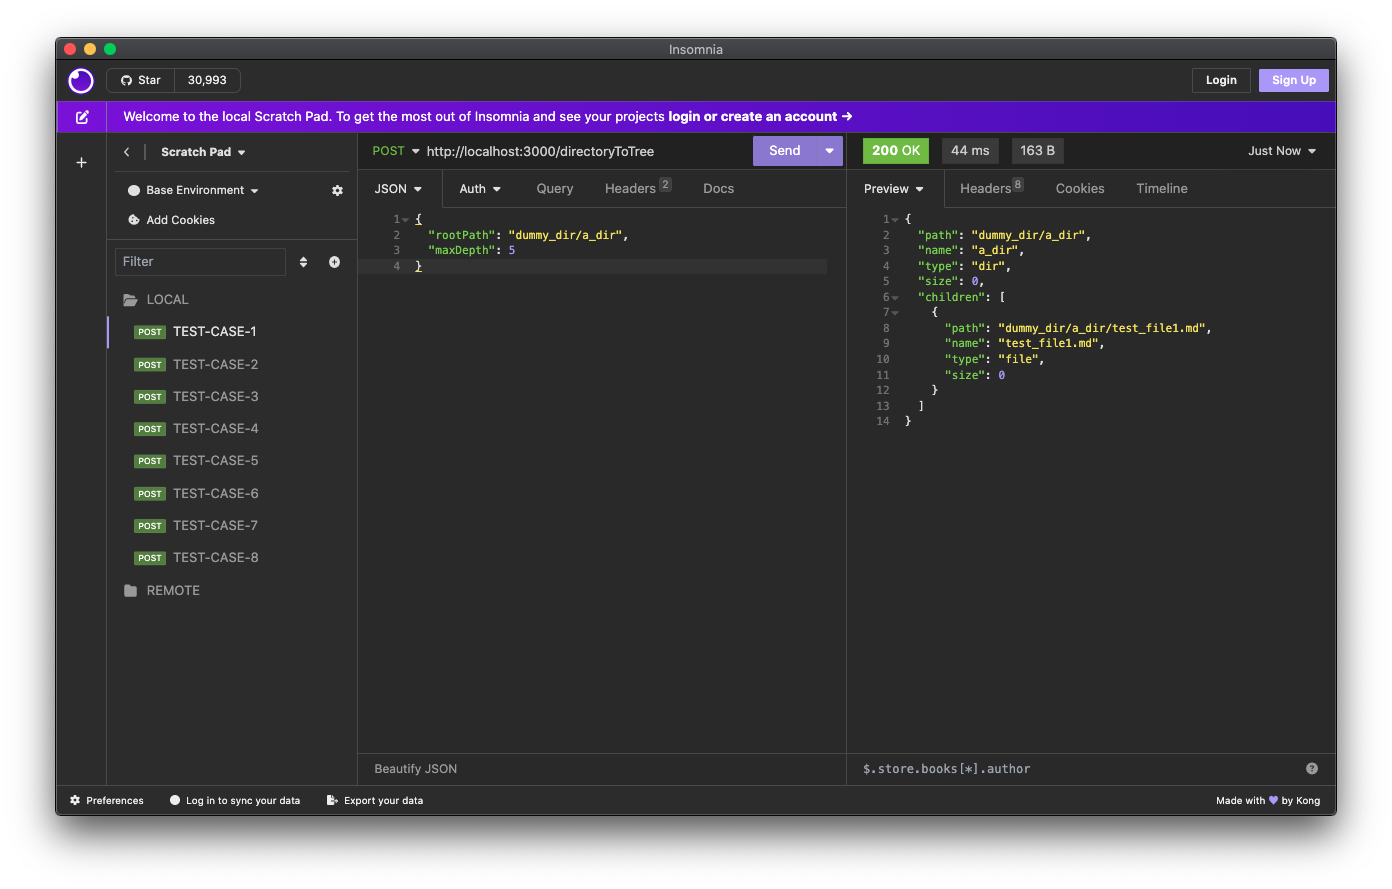 Insomnia
Star 30,993
Login Sign Up
Welcome to the local Scratch Pad. To get the most out of Insomnia and see your projects login or create an account →
Scratch Pad
Base Environment
Add Cookies
Filter
LOCAL
POST TEST-CASE-1
POST TEST-CASE-2
POST TEST-CASE-3
POST TEST-CASE-4
POST TEST-CASE-5
POST TEST-CASE-6
POST TEST-CASE-7
POST TEST-CASE-8
REMOTE
POST http://localhost:3000/directoryToTree Send
JSON Auth Query Headers 2 Docs
1 {
2 "rootPath": "dummy_dir/a_dir",
3 "maxDepth": 5
4 }
Beautify JSON
200 OK 44 ms 163 B Just Now
Preview Headers 8 Cookies Timeline
1 {
2 "path": "dummy_dir/a_dir",
3 "name": "a_dir",
4 "type": "dir",
5 "size": 0,
6 "children": [
7 {
8 "path": "dummy_dir/a_dir/test_file1.md",
9 "name": "test_file1.md",
10 "type": "file",
11 "size": 0
12 }
13 ]
14 }
$.store.books[*].author
Preferences Log in to sync your data Export your data Made with 💜 by Kong